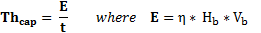 Th_cap = E/t where E = η * H_b * V_b